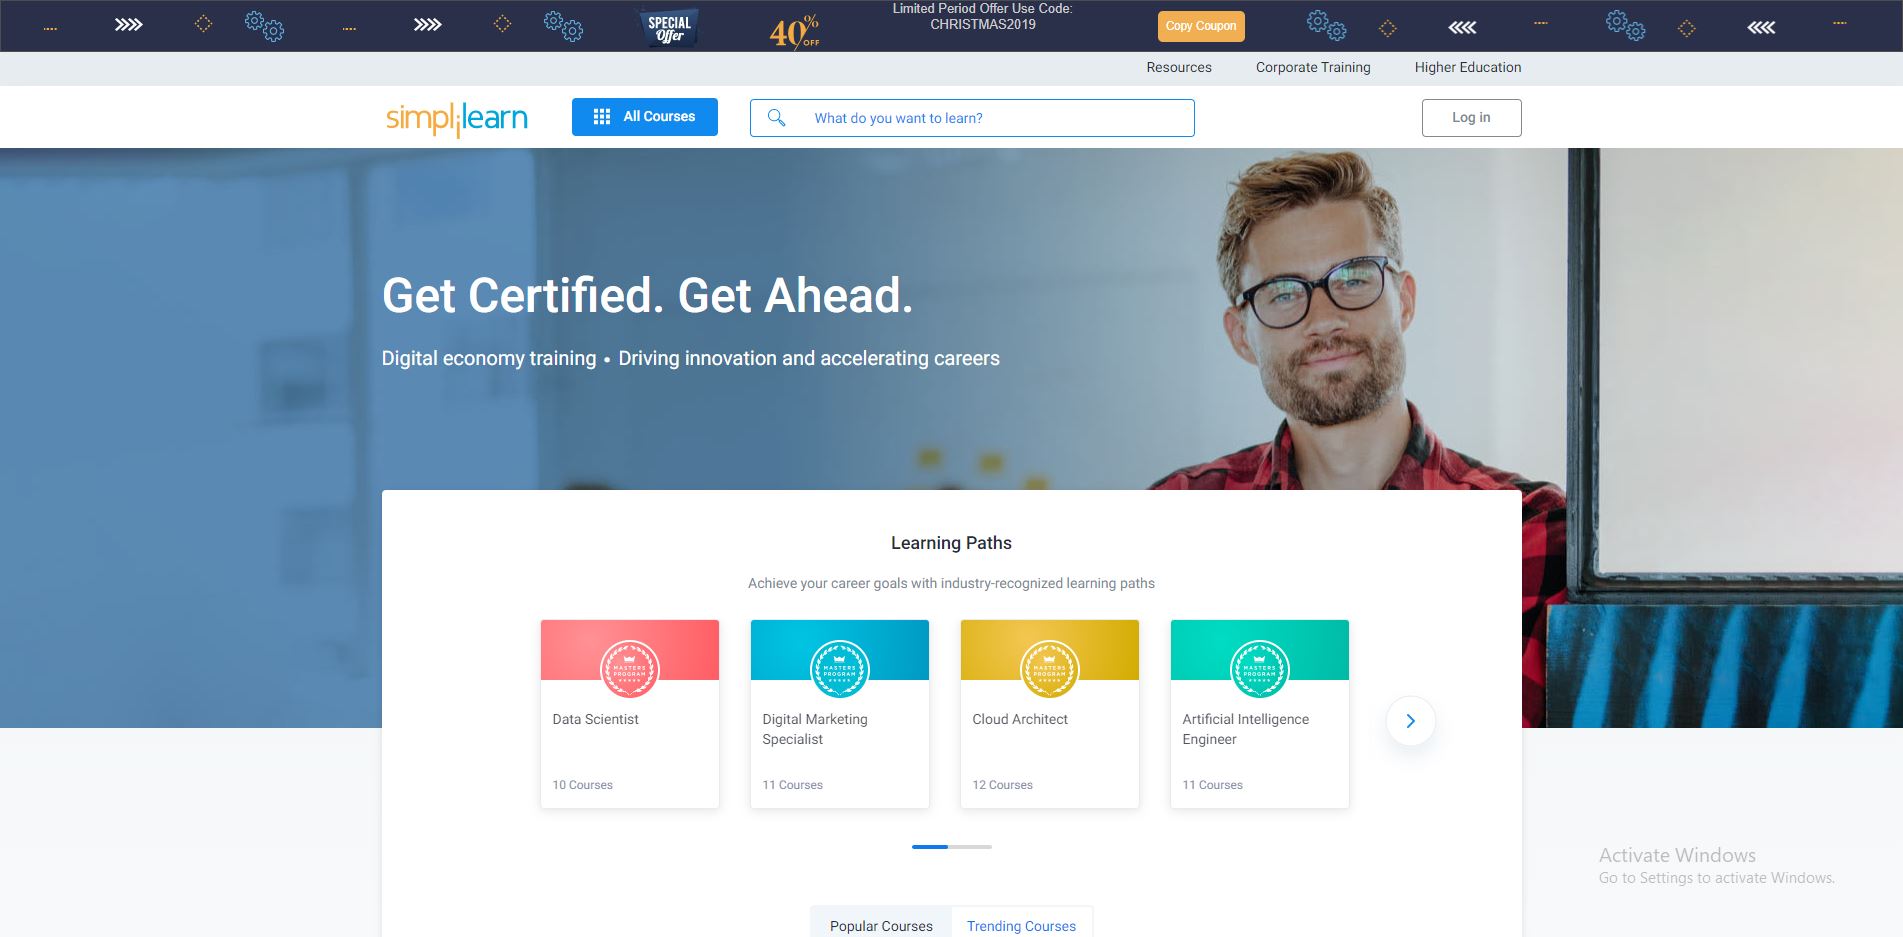 SPECIAL
Offer
40% OFF
Limited Period Offer Use Code:
CHRISTMAS2019
Copy Coupon
Resources
Corporate Training
Higher Education
simplilearn
All Courses
What do you want to learn?
Log in
Get Certified. Get Ahead.
Digital economy training • Driving innovation and accelerating careers
Learning Paths
Achieve your career goals with industry-recognized learning paths
MASTERS
PROGRAM
Data Scientist
10 Courses
MASTERS
PROGRAM
Digital Marketing
Specialist
11 Courses
MASTERS
PROGRAM
Cloud Architect
12 Courses
MASTERS
PROGRAM
Artificial Intelligence
Engineer
11 Courses
Activate Windows
Go to Settings to activate Windows.
Popular Courses
Trending Courses